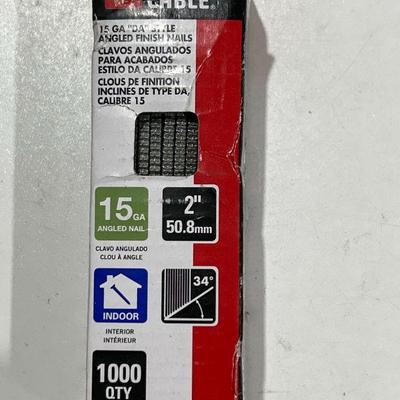 CABLE®
15 GA "DA" STYLE
ANGLED FINISH NAILS
CLAVOS ANGULADOS
PARA ACABADOS
ESTILO DA CALIBRE 15
CLOUS DE FINITION
INCLINÉS DE TYPE DA,
CALIBRE 15
15 GA
ANGLED NAIL
CLAVO ANGULADO
CLOU À ANGLE
2"
50.8mm
INDOOR
INTERIOR
INTÉRIEUR
34°
1000
QTY